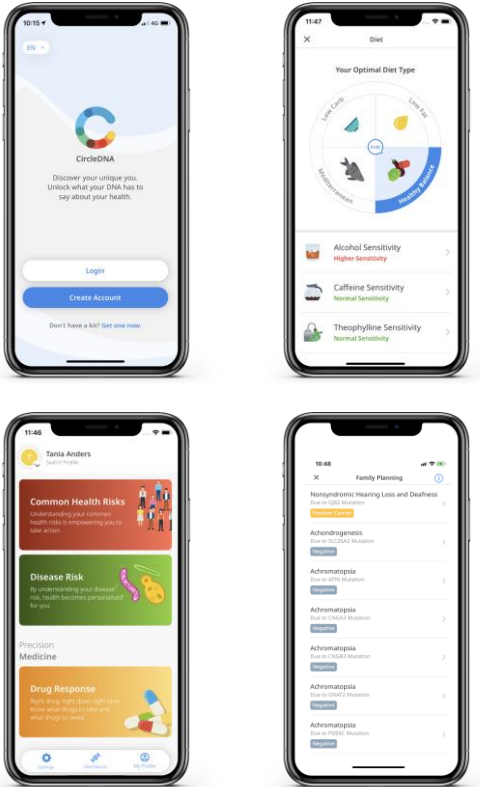 10:15
4G
EN
CircleDNA
Discover your unique you.
Unlock what your DNA has to
say about your health.
Login
Create Account
Don't have a kit? Get one now.
11:47
Diet
Your Optimal Diet Type
Low Carb
Low Fat
Mediterranean
Healthy Balance
Alcohol Sensitivity
Higher Sensitivity
Caffeine Sensitivity
Normal Sensitivity
Theophylline Sensitivity
Normal Sensitivity
11:46
T
Tania Anders
Switch Profile
Common Health Risks
Understanding your common
health risks is empowering you to
take action.
Disease Risk
By understanding your disease
risk, health becomes personalised
for you.
Precision
Medicine
Drug Response
Right drug, right dose, right time.
Know what drugs to take and
what drugs to avoid.
Settings
DNA Report
My Profile
10:48
Family Planning
Nonsyndromic Hearing Loss and Deafness
Due to GJB2 Mutation
Positive: Carrier
Achondrogenesis
Due to SLC26A2 Mutation
Negative
Achromatopsia
Due to ATF6 Mutation
Negative
Achromatopsia
Due to CNGA3 Mutation
Negative
Achromatopsia
Due to CNGB3 Mutation
Negative
Achromatopsia
Due to GNAT2 Mutation
Negative
Achromatopsia
Due to PDE6C Mutation
Negative